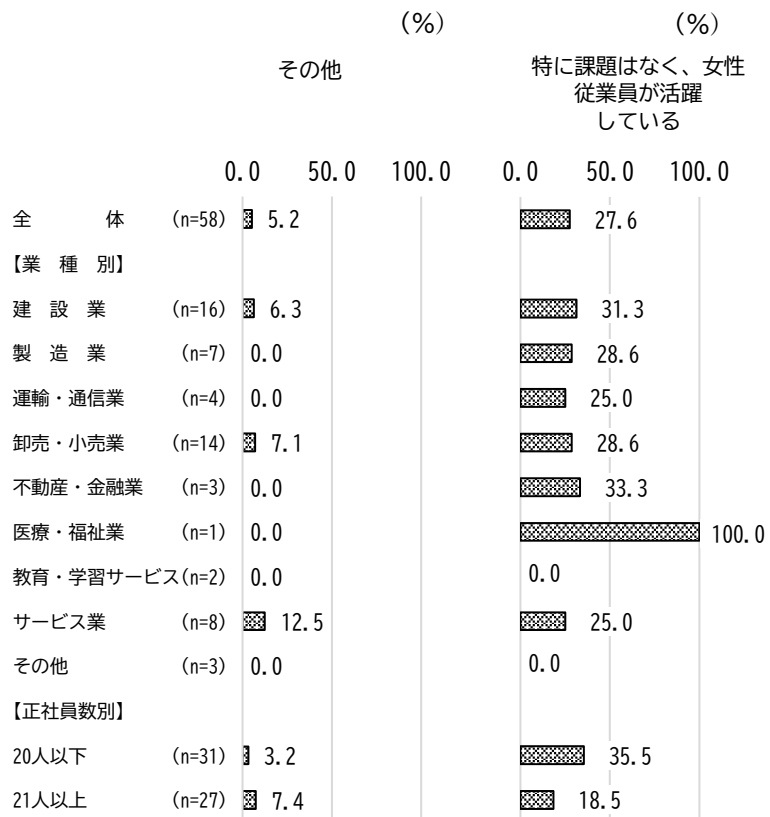 (%) (%)
その他 特に課題はなく、女性
従業員が活躍
している
0.0 50.0 100.0 0.0 50.0 100.0
全 体 (n=58) 5.2 27.6
【業 種 別】
建 設 業 (n=16) 6.3 31.3
製 造 業 (n=7) 0.0 28.6
運輸・通信業 (n=4) 0.0 25.0
卸売・小売業 (n=14) 7.1 28.6
不動産・金融業 (n=3) 0.0 33.3
医療・福祉業 (n=1) 0.0 100.0
教育・学習サービス(n=2) 0.0 0.0
サービス業 (n=8) 12.5 25.0
その他 (n=3) 0.0 0.0
【正社員数別】
20人以下 (n=31) 3.2 35.5
21人以上 (n=27) 7.4 18.5